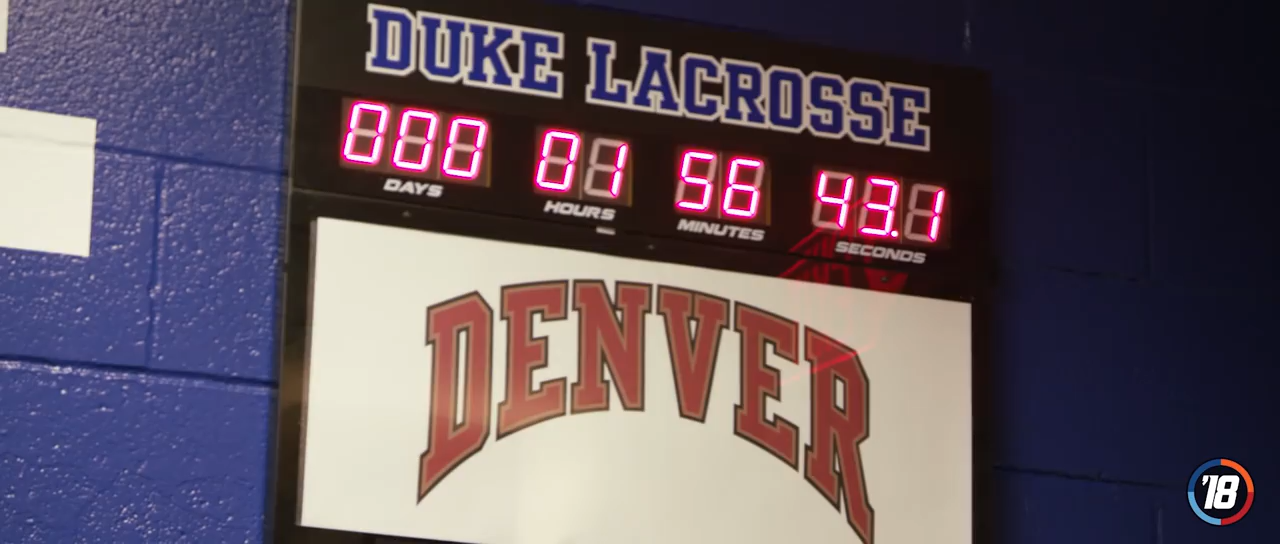 DUKE LACROSSE
000 01 56 43.1
DAYS HOURS MINUTES SECONDS
DENVER
'18